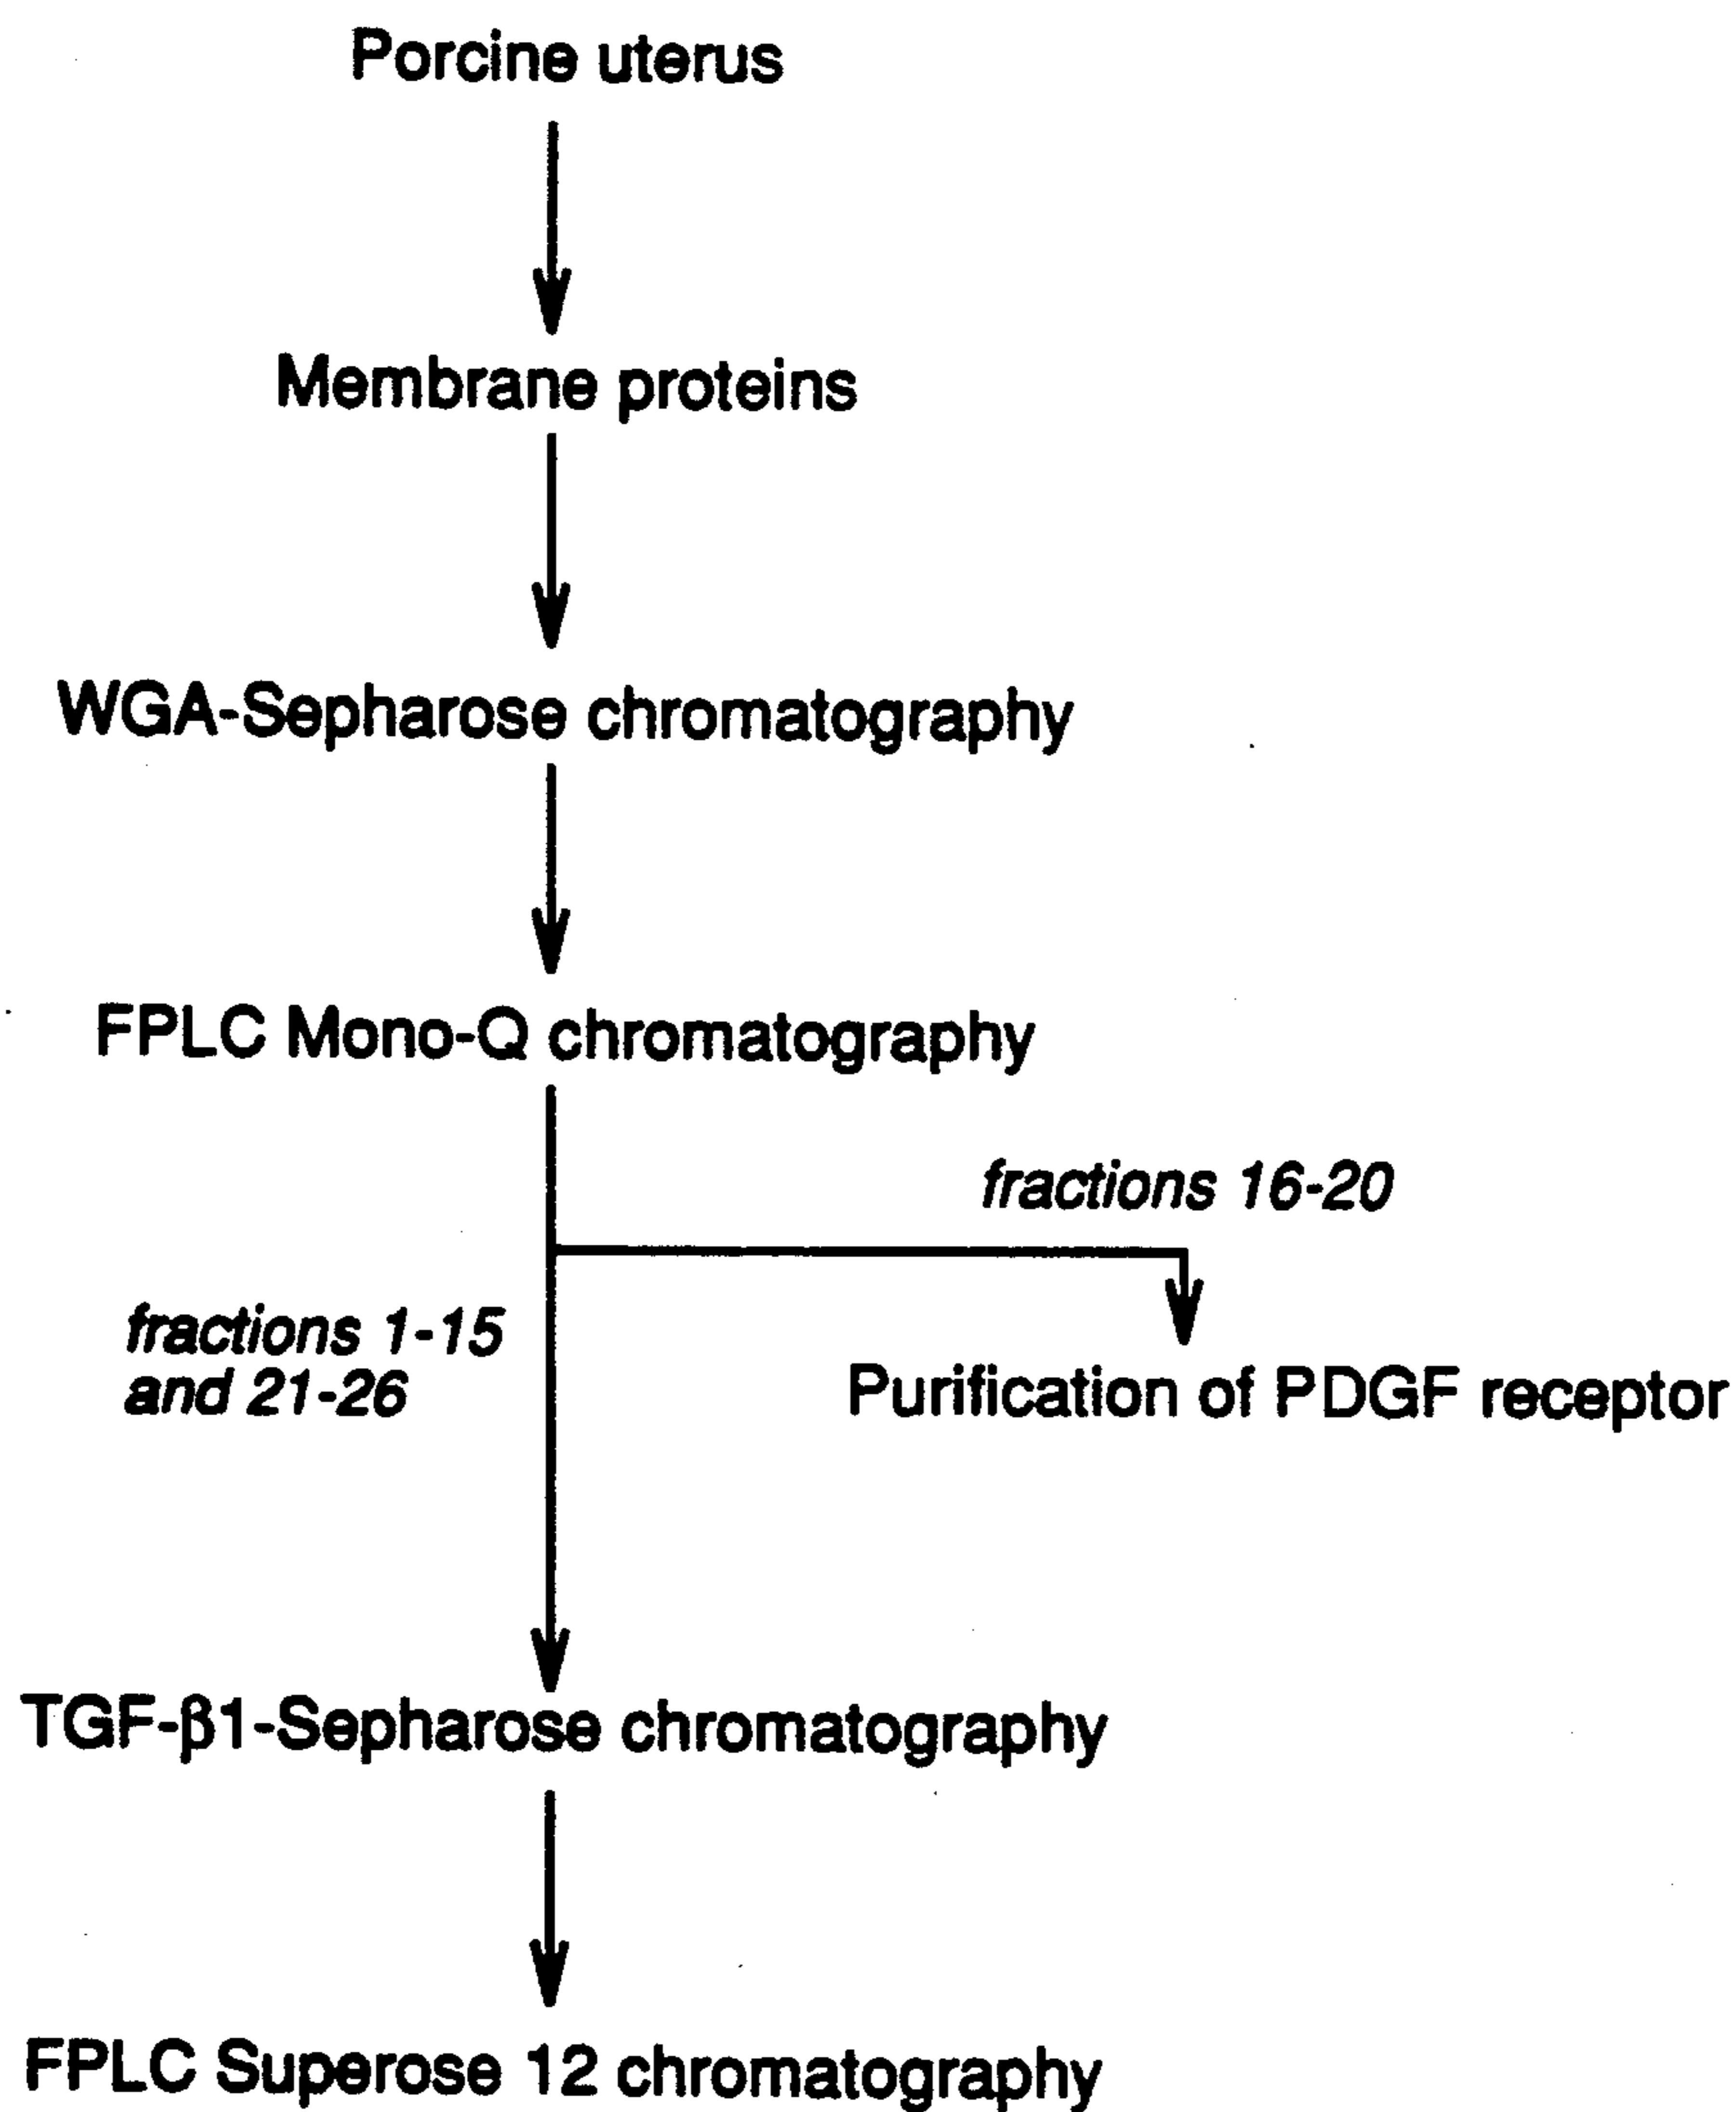 Porcine uterus
Membrane proteins
WGA-Sepharose chromatography
FPLC Mono-Q chromatography
fractions 16-20
fractions 1-15
and 21-26
Purification of PDGF receptor
TGF-β1-Sepharose chromatography
FPLC Superose 12 chromatography